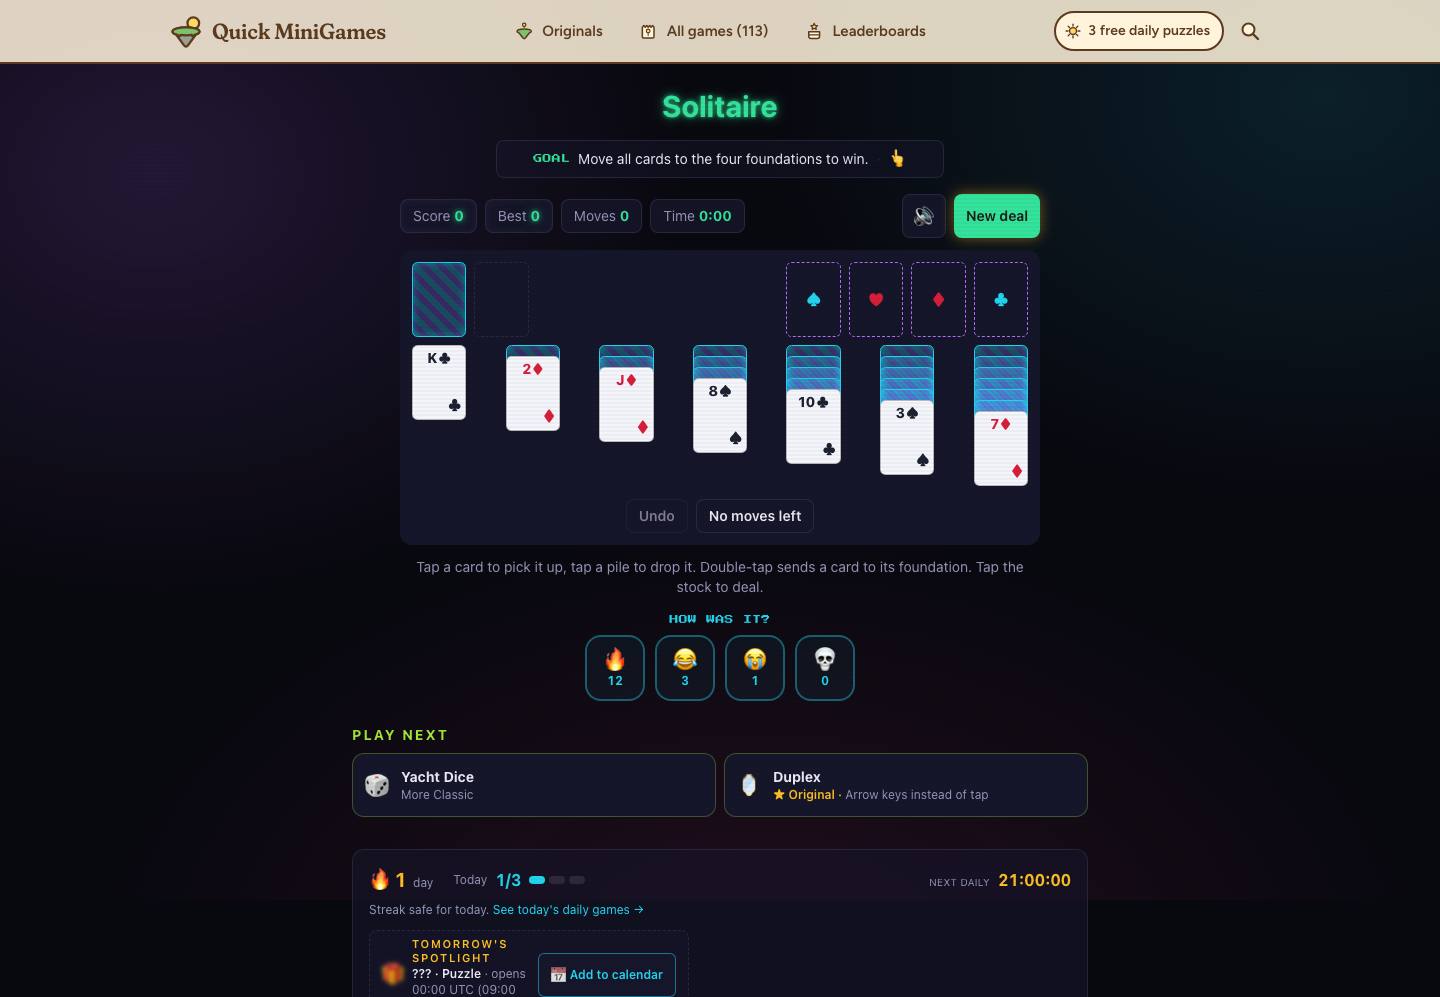 Quick MiniGames
Originals
All games (113)
Leaderboards
3 free daily puzzles
Solitaire
GOAL Move all cards to the four foundations to win.
Score 0
Best 0
Moves 0
Time 0:00
New deal
K♣
2♦
J♦
8♠
10♣
3♠
7♦
Undo
No moves left
Tap a card to pick it up, tap a pile to drop it. Double-tap sends a card to its foundation. Tap the
stock to deal.
HOW WAS IT?
12
3
1
0
PLAY NEXT
Yacht Dice
More Classic
Duplex
Original · Arrow keys instead of tap
1 day
Today 1/3
NEXT DAILY 21:00:00
Streak safe for today. See today's daily games →
TOMORROW'S
SPOTLIGHT
??? · Puzzle · opens
00:00 UTC (09:00
Add to calendar